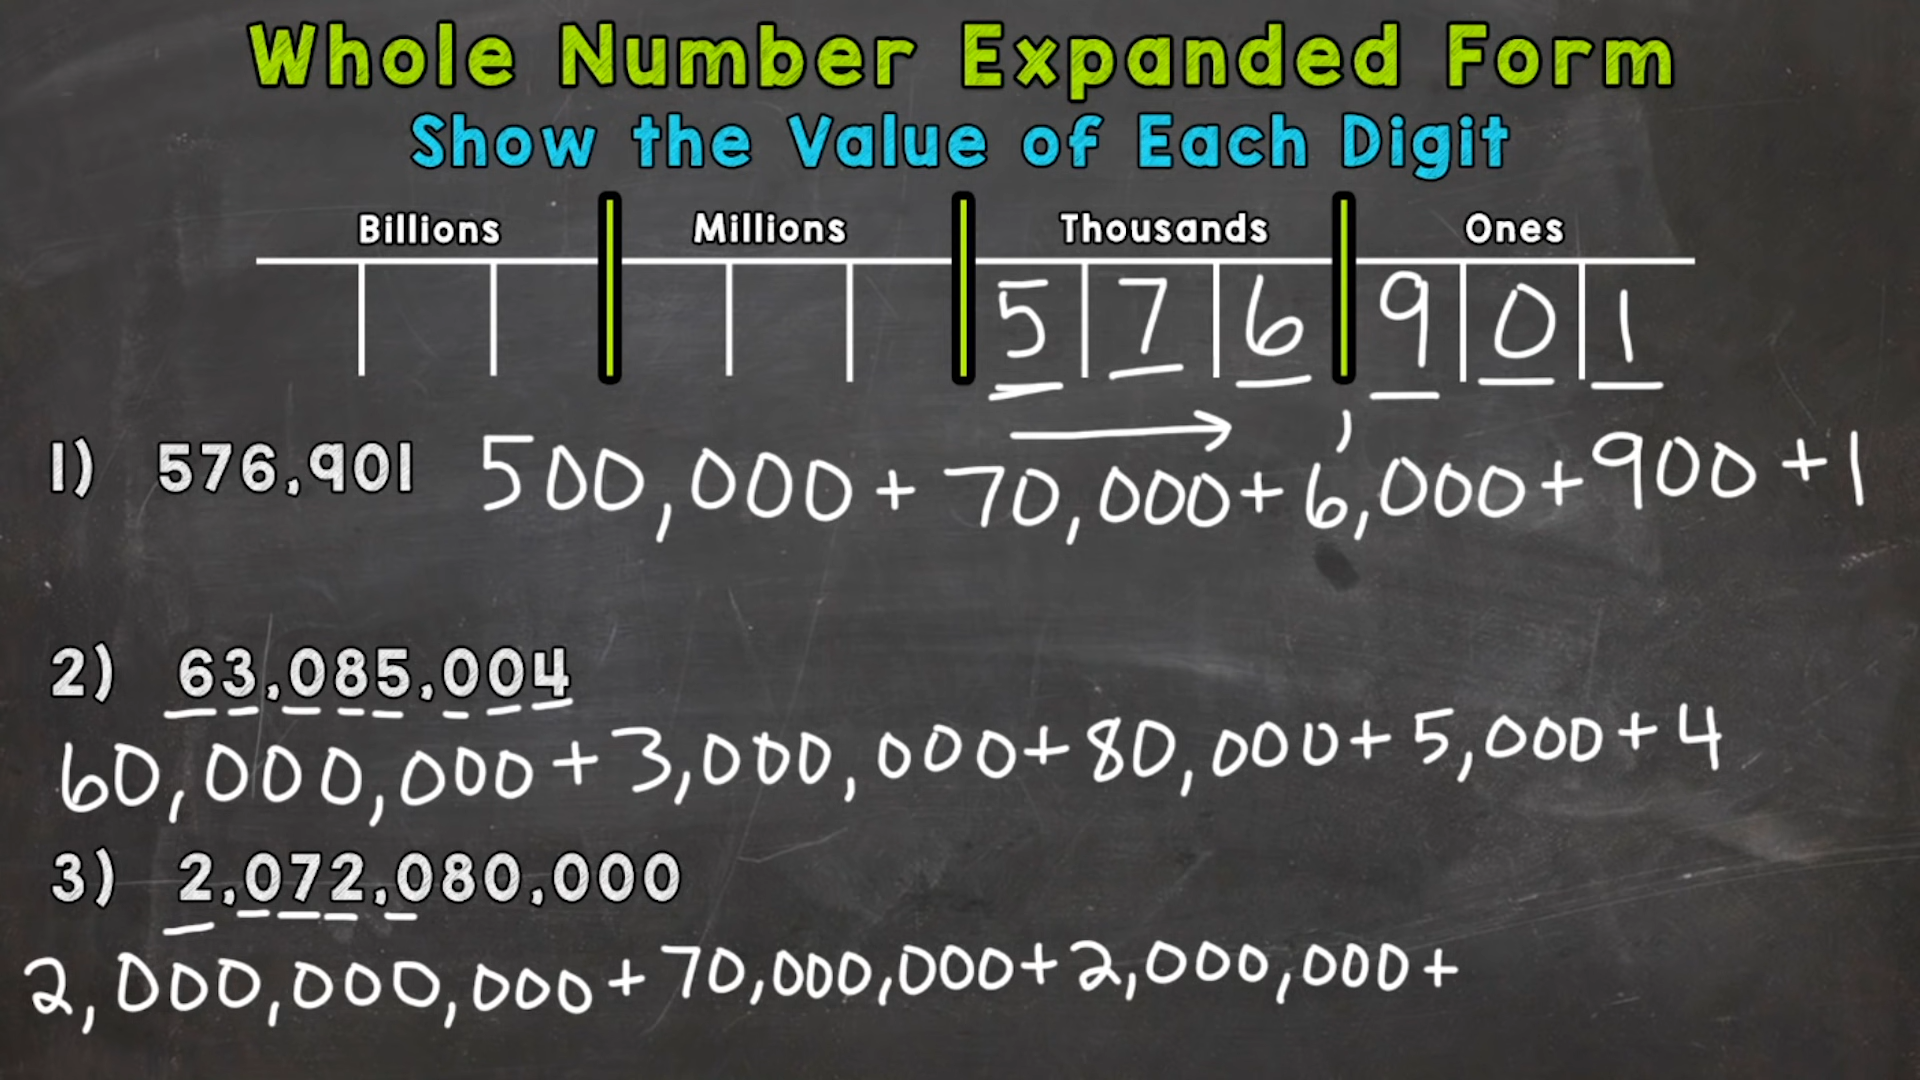 Whole Number Expanded Form
Show the Value of Each Digit
Billions Millions Thousands Ones
5 7 6 9 0 1
,
1) 576,901 500,000 + 70,000 + 6,000 + 900 + 1
2) 63,085,004
60,000,000 + 3,000,000 + 80,000 + 5,000 + 4
3) 2,072,080,000
2,000,000,000 + 70,000,000 + 2,000,000 +